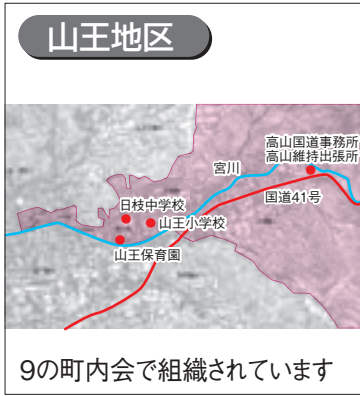 山王地区
高山国道事務所
高山維持出張所
宮川
国道41号
日枝中学校
山王小学校
山王保育園
9の町内会で組織されています